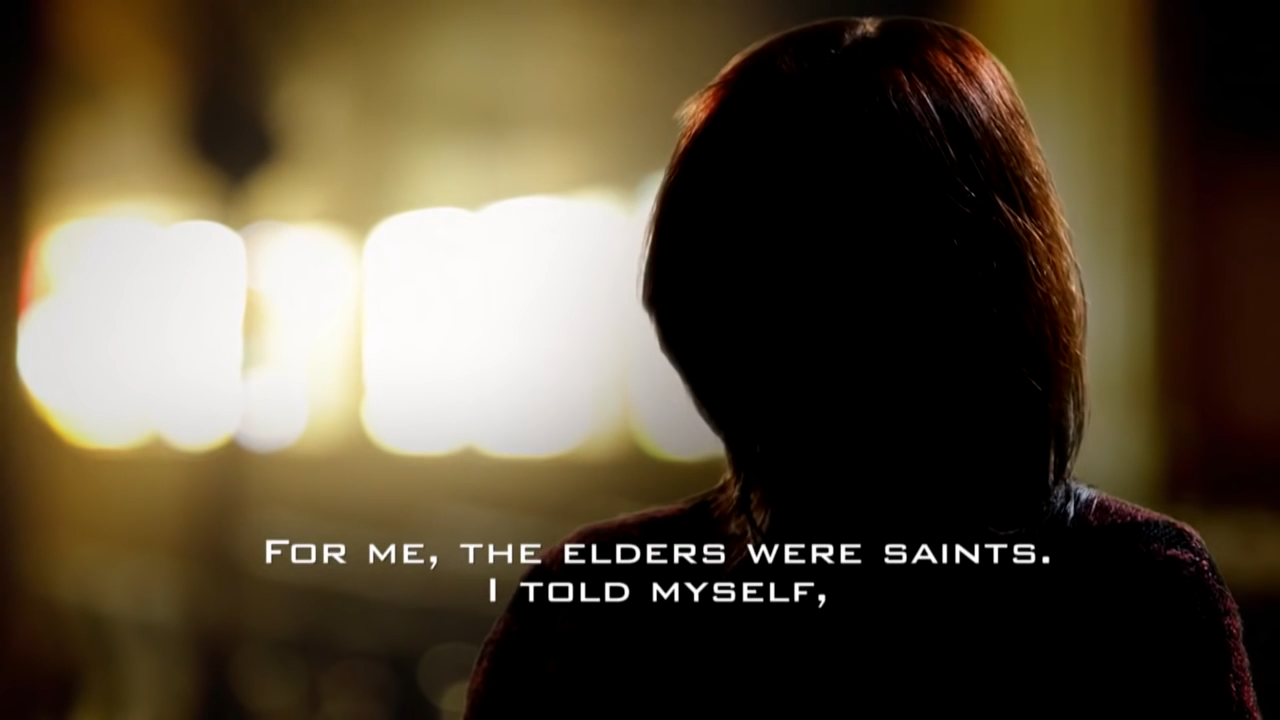 For me, the elders were saints.
I told myself,